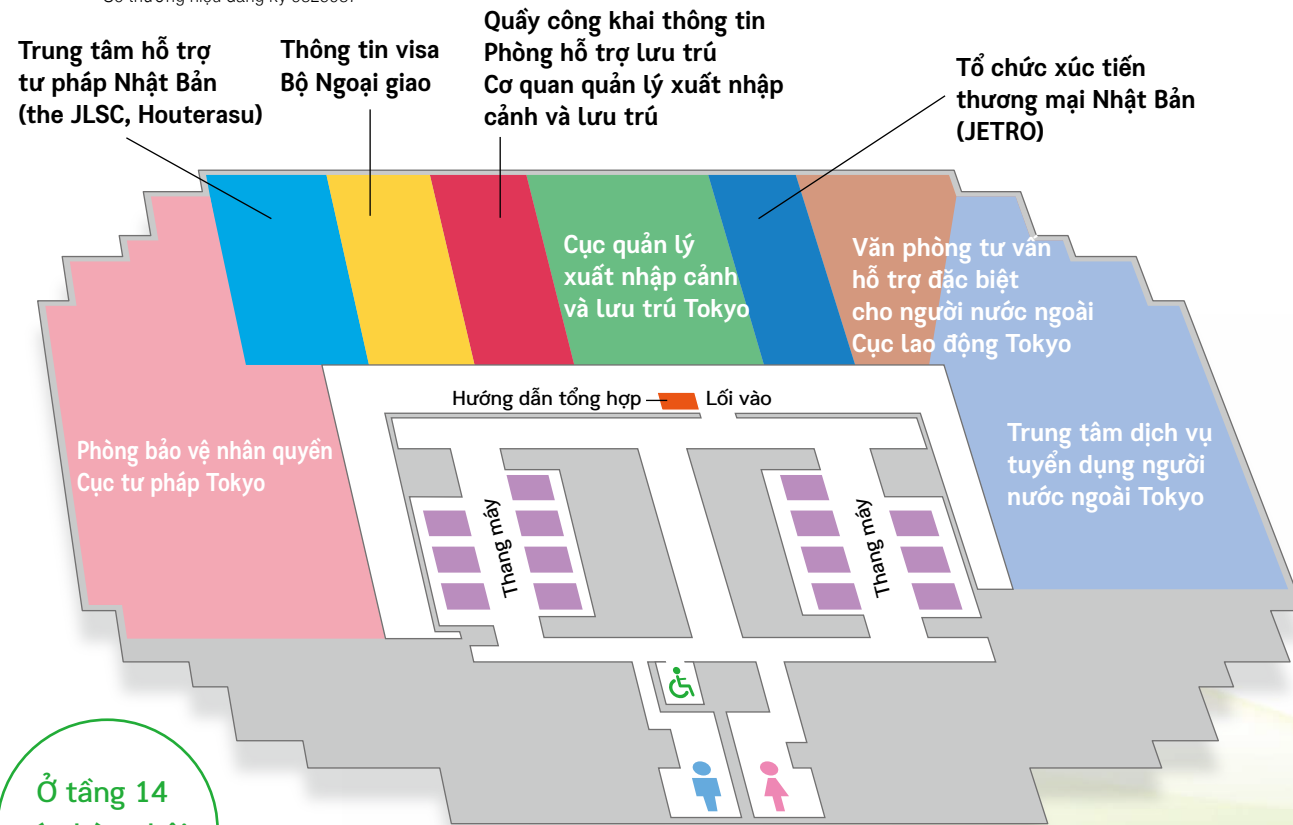 Trung tâm hỗ trợ
tư pháp Nhật Bản
(the JLSC, Houterasu)
Thông tin visa
Bộ Ngoại giao
Quầy công khai thông tin
Phòng hỗ trợ lưu trú
Cơ quan quản lý xuất nhập
cảnh và lưu trú
Tổ chức xúc tiến
thương mại Nhật Bản
(JETRO)
Cục quản lý
xuất nhập cảnh
và lưu trú Tokyo
Văn phòng tư vấn
hỗ trợ đặc biệt
cho người nước ngoài
Cục lao động Tokyo
Hướng dẫn tổng hợp
Lối vào
Phòng bảo vệ nhân quyền
Cục tư pháp Tokyo
Trung tâm dịch vụ
tuyển dụng người
nước ngoài Tokyo
Thang máy
Thang máy
Ở tầng 14